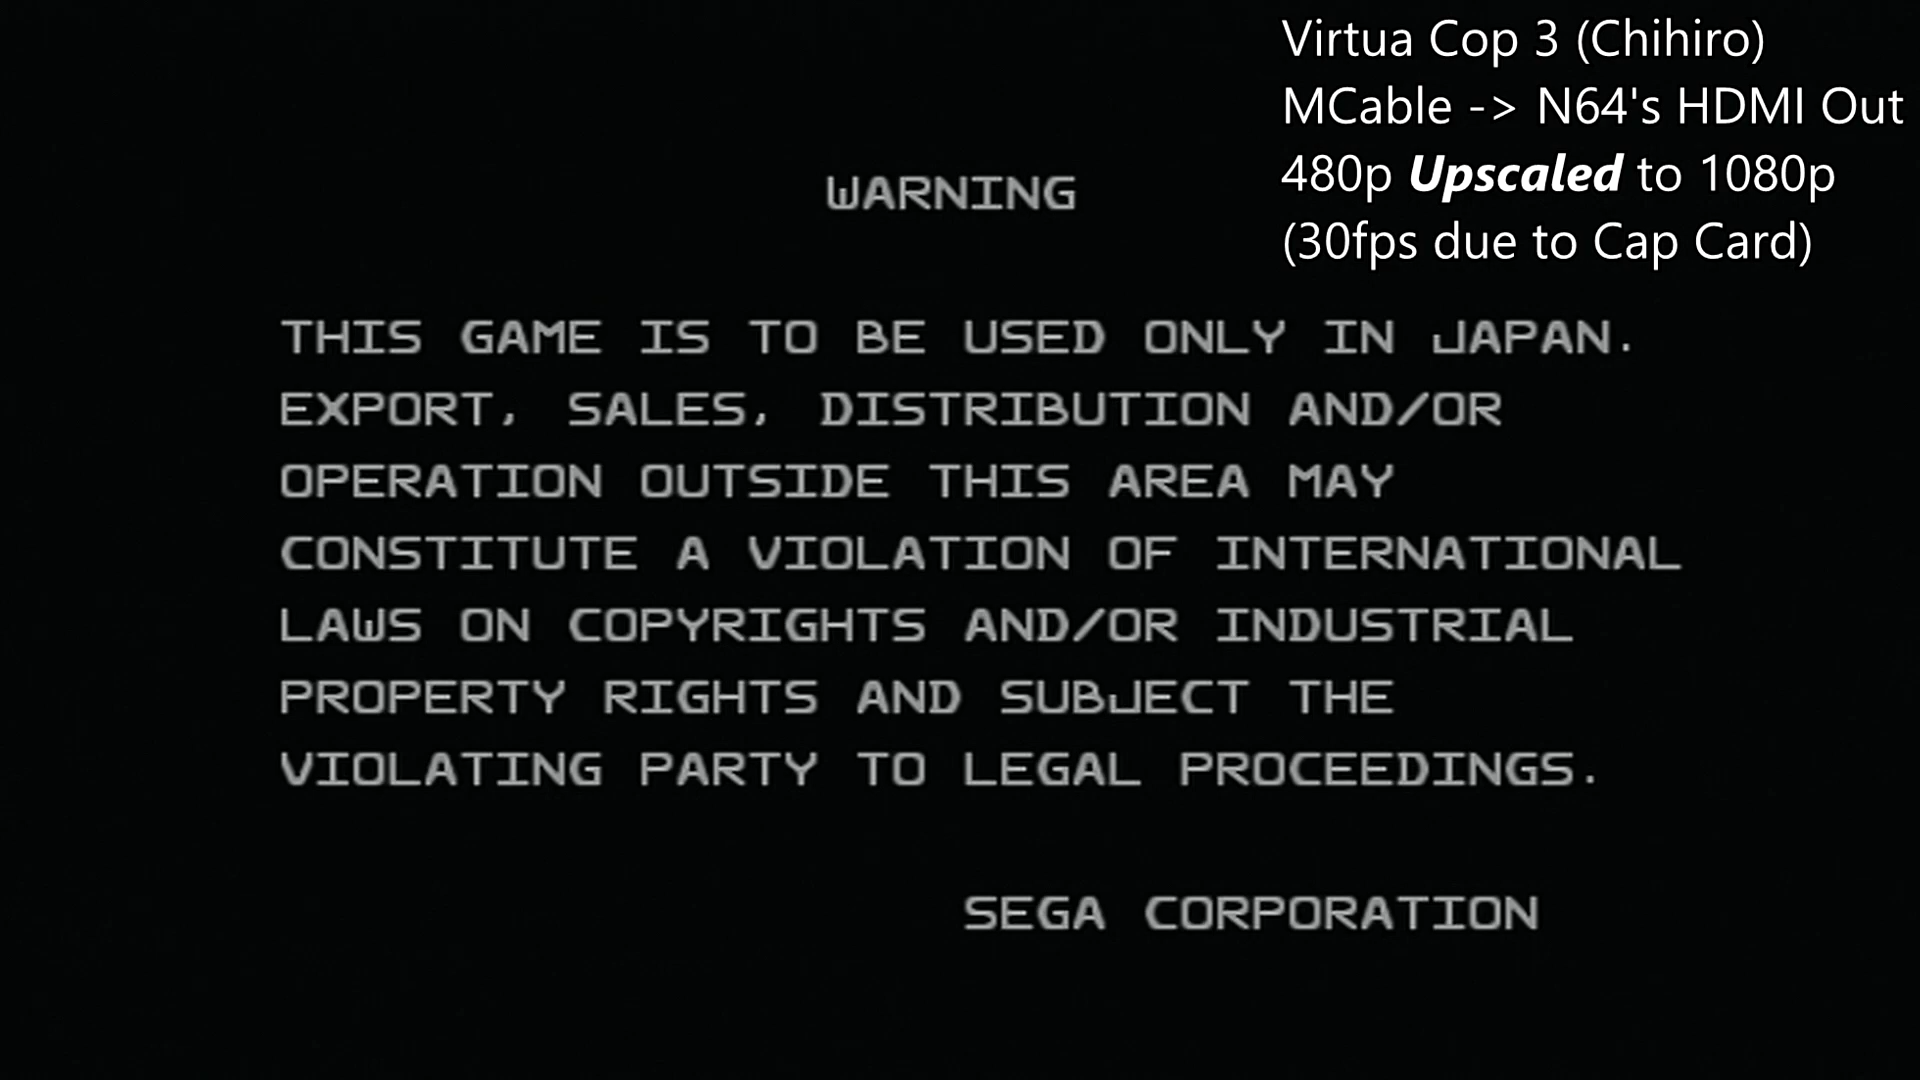 Virtua Cop 3 (Chihiro)
MCable -> N64's HDMI Out
480p Upscaled to 1080p
(30fps due to Cap Card)
WARNING
THIS GAME IS TO BE USED ONLY IN JAPAN.
EXPORT, SALES, DISTRIBUTION AND/OR
OPERATION OUTSIDE THIS AREA MAY
CONSTITUTE A VIOLATION OF INTERNATIONAL
LAWS ON COPYRIGHTS AND/OR INDUSTRIAL
PROPERTY RIGHTS AND SUBJECT THE
VIOLATING PARTY TO LEGAL PROCEEDINGS.
SEGA CORPORATION